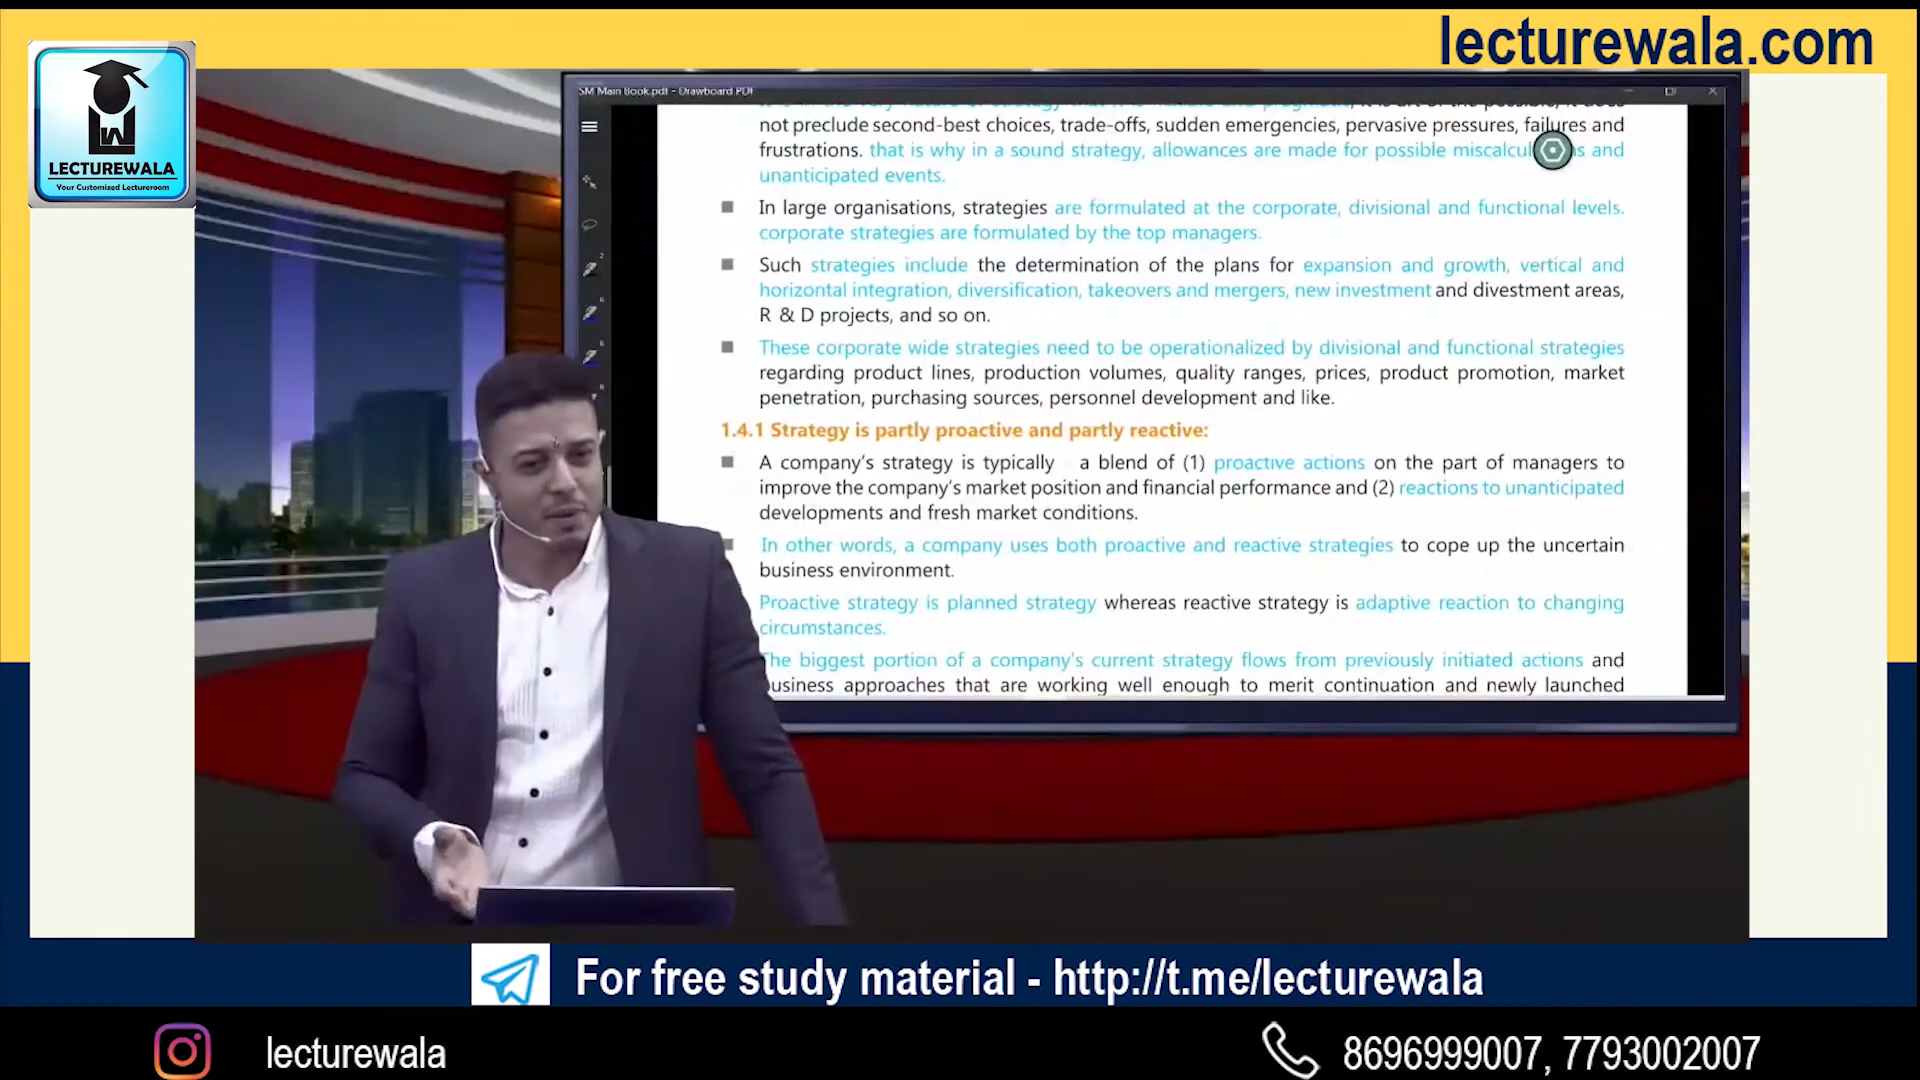 lecturewala.com
LW
LECTUREWALA
Your Customized Lectureroom
SM Main Book.pdf - Drawboard PDF
not preclude second-best choices, trade-offs, sudden emergencies, pervasive pressures, failures and
frustrations. that is why in a sound strategy, allowances are made for possible and
unanticipated events.
■ In large organisations, strategies are formulated at the corporate, divisional and functional levels.
corporate strategies are formulated by the top managers.
■ Such strategies include the determination of the plans for expansion and growth, vertical and
horizontal integration, diversification, takeovers and mergers, new investment and divestment areas,
R & D projects, and so on.
■ These corporate wide strategies need to be operationalized by divisional and functional strategies
regarding product lines, production volumes, quality ranges, prices, product promotion, market
penetration, purchasing sources, personnel development and like.
1.4.1 Strategy is partly proactive and partly reactive:
■ A company's strategy is typically a blend of (1) proactive actions on the part of managers to
improve the company's market position and financial performance and (2) reactions to unanticipated
developments and fresh market conditions.
■ In other words, a company uses both proactive and reactive strategies to cope up the uncertain
business environment.
Proactive strategy is planned strategy whereas reactive strategy is adaptive reaction to changing
circumstances.
The biggest portion of a company's current strategy flows from previously initiated actions and
business approaches that are working well enough to merit continuation and newly launched
For free study material - http://t.me/lecturewala
lecturewala
8696999007, 7793002007